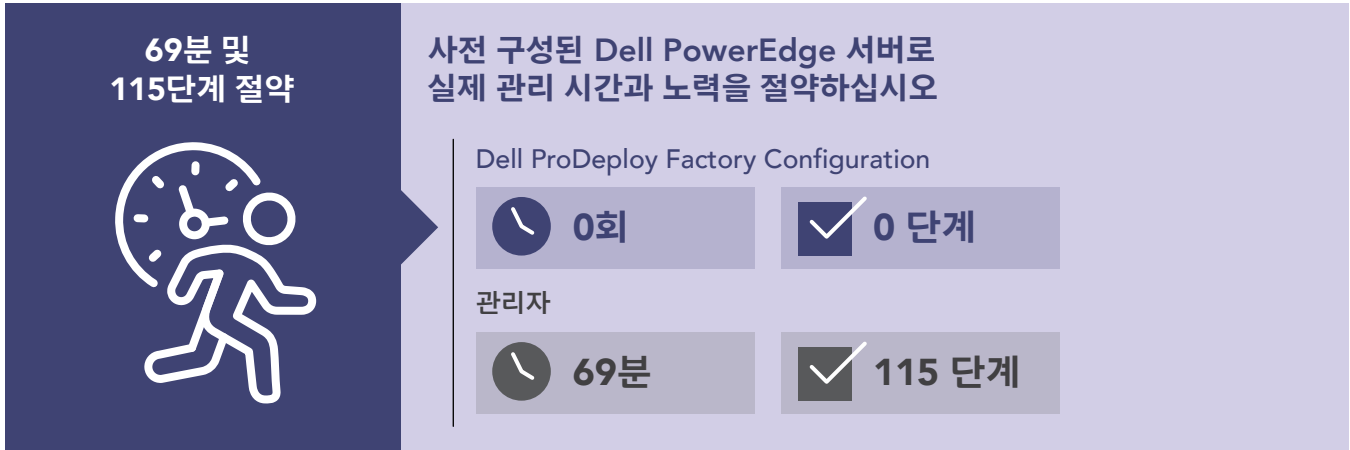 69분 및
115단계 절약
사전 구성된 Dell PowerEdge 서버로
실제 관리 시간과 노력을 절약하십시오
Dell ProDeploy Factory Configuration
0회
0 단계
관리자
69분
115 단계